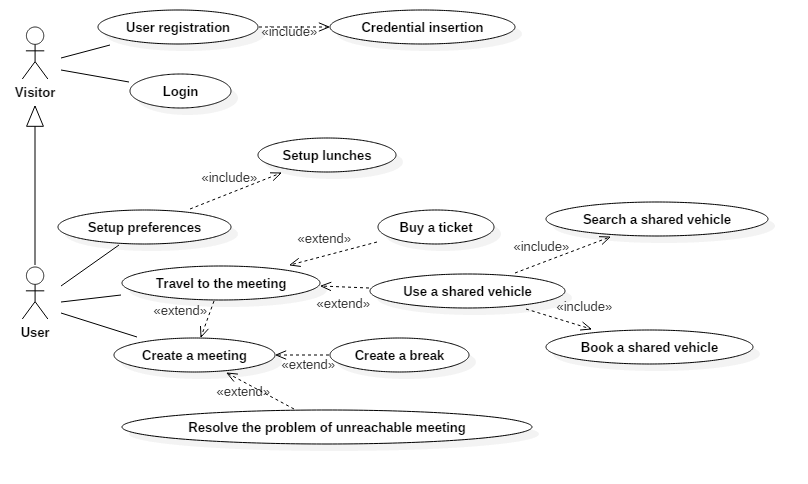 User registration
«include»
Credential insertion
Login
Visitor
Setup lunches
«include»
Setup preferences
Buy a ticket
Search a shared vehicle
«extend»
«include»
Travel to the meeting
Use a shared vehicle
«extend»
«extend»
«include»
User
Create a meeting
Create a break
Book a shared vehicle
«extend»
«extend»
Resolve the problem of unreachable meeting